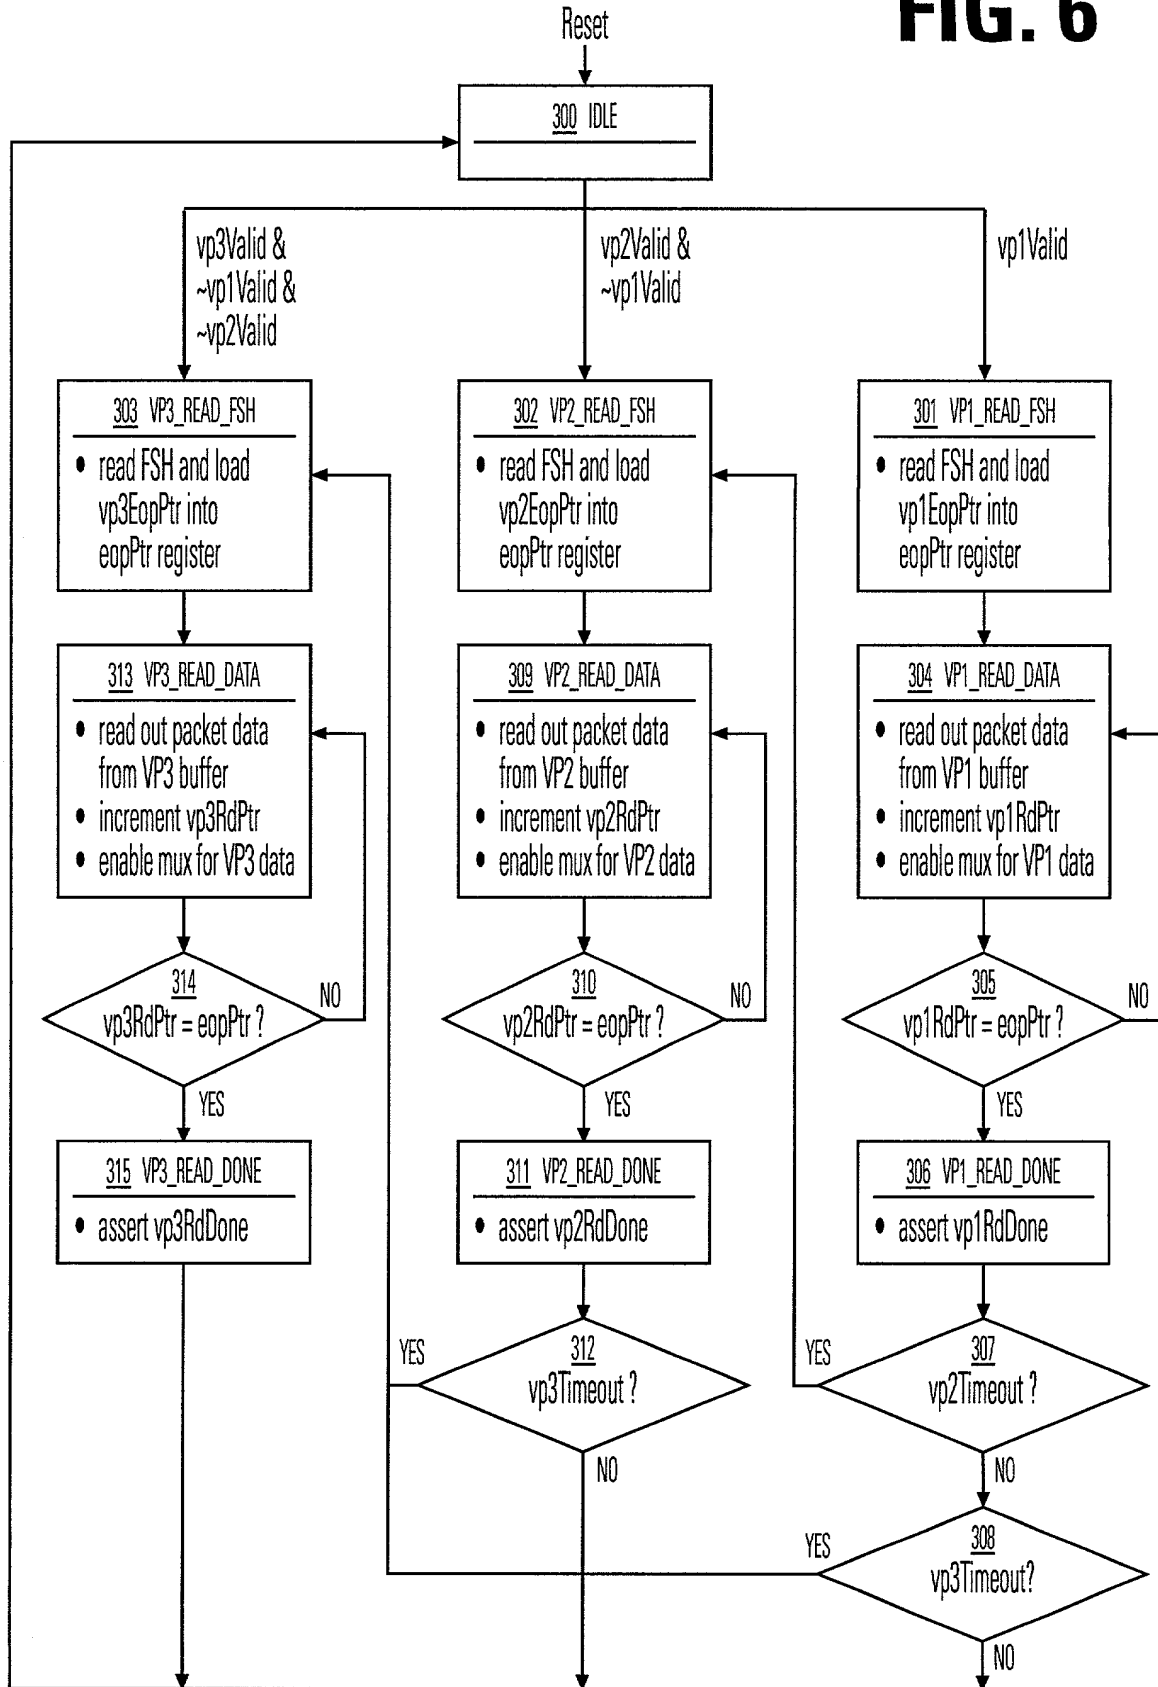 FIG. 6
Reset
300 IDLE
vp3Valid &
~vp1Valid &
~vp2Valid
vp2Valid &
~vp1Valid
vp1Valid
303 VP3_READ_FSH
• read FSH and load
vp3EopPtr into
eopPtr register
302 VP2_READ_FSH
• read FSH and load
vp2EopPtr into
eopPtr register
301 VP1_READ_FSH
• read FSH and load
vp1EopPtr into
eopPtr register
313 VP3_READ_DATA
• read out packet data
from VP3 buffer
• increment vp3RdPtr
• enable mux for VP3 data
309 VP2_READ_DATA
• read out packet data
from VP2 buffer
• increment vp2RdPtr
• enable mux for VP2 data
304 VP1_READ_DATA
• read out packet data
from VP1 buffer
• increment vp1RdPtr
• enable mux for VP1 data
314
vp3RdPtr = eopPtr ?
NO
YES
310
vp2RdPtr = eopPtr ?
NO
YES
305
vp1RdPtr = eopPtr ?
NO
YES
315 VP3_READ_DONE
• assert vp3RdDone
311 VP2_READ_DONE
• assert vp2RdDone
306 VP1_READ_DONE
• assert vp1RdDone
YES
312
vp3Timeout ?
NO
YES
307
vp2Timeout ?
NO
YES
308
vp3Timeout?
NO